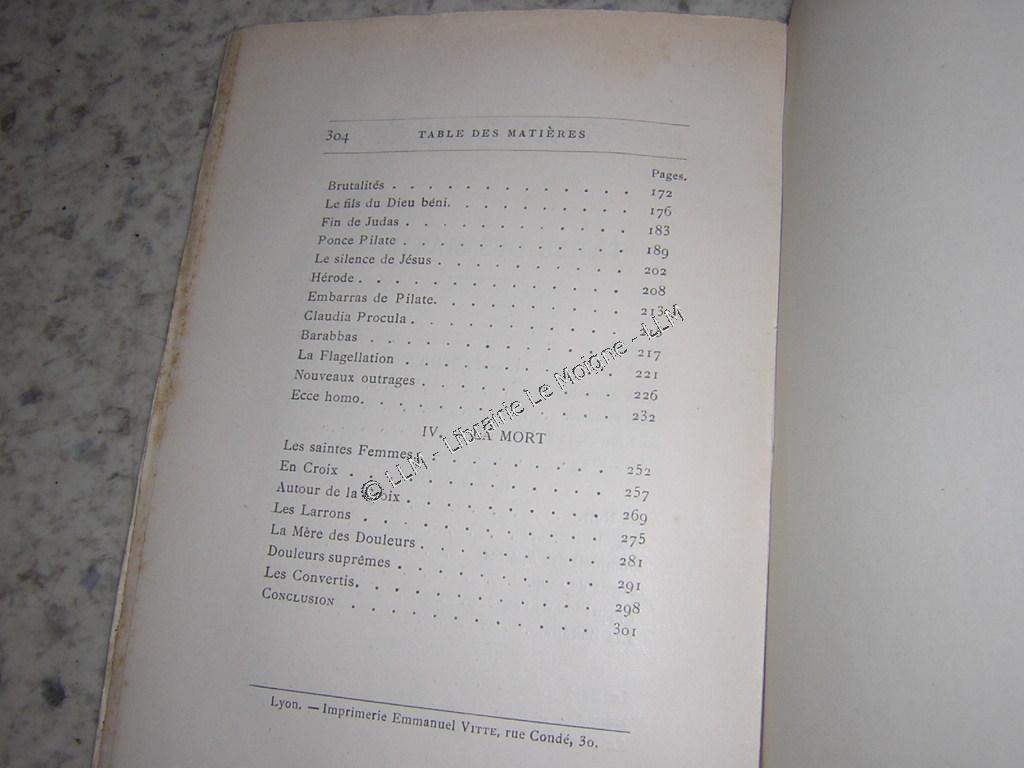 304 TABLE DES MATIÈRES
Pages.
Brutalités . . . . . . . . . . . . . 172
Le fils du Dieu béni. . . . . . . . . . . 176
Fin de Judas . . . . . . . . . . . . . 183
Ponce Pilate . . . . . . . . . . . . . 189
Le silence de Jésus . . . . . . . . . . . 202
Hérode . . . . . . . . . . . . . . . 208
Embarras de Pilate. . . . . . . . . . . . 213
Claudia Procula . . . . . . . . . . . .
Barabbas . . . . . . . . . . . . . . 217
La Flagellation . . . . . . . . . . . . 221
Nouveaux outrages . . . . . . . . . . . 226
Ecce homo. . . . . . . . . . . . . . 232
IV. — LA MORT
Les saintes Femmes . . . . . . . . . . . 252
En Croix . . . . . . . . . . . . . . 257
Autour de la Croix . . . . . . . . . . . 269
Les Larrons . . . . . . . . . . . . . 275
La Mère des Douleurs . . . . . . . . . . 281
Douleurs suprêmes . . . . . . . . . . . 291
Les Convertis. . . . . . . . . . . . . 298
CONCLUSION . . . . . . . . . . . . . 301
Lyon. — Imprimerie Emmanuel VITTE, rue Condé, 30.
© LLM - Librairie Le Moigne - LLM